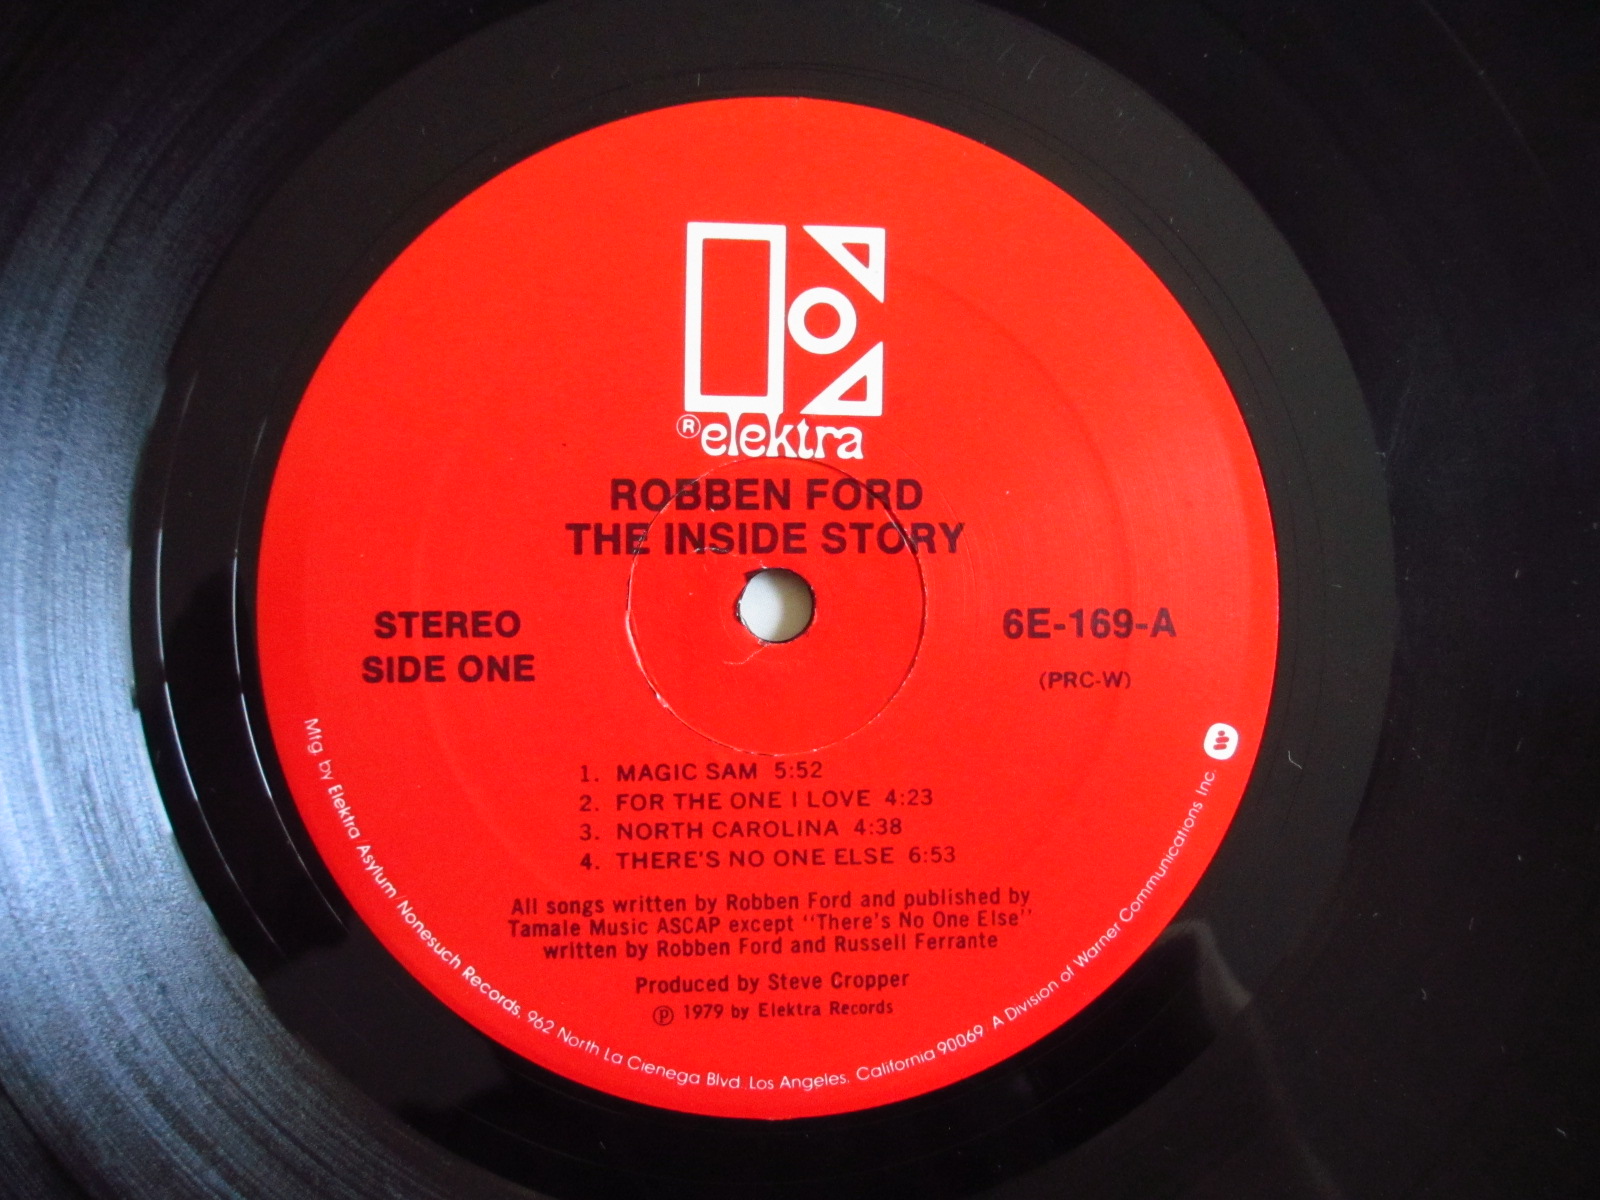 ® elektra
ROBBEN FORD
THE INSIDE STORY
STEREO
SIDE ONE
6E-169-A
(PRC-W)
1. MAGIC SAM 5:52
2. FOR THE ONE I LOVE 4:23
3. NORTH CAROLINA 4:38
4. THERE'S NO ONE ELSE 6:53
All songs written by Robben Ford and published by
Tamale Music ASCAP except "There's No One Else"
written by Robben Ford and Russell Ferrante
Produced by Steve Cropper
℗ 1979 by Elektra Records
Mfg. by Elektra/Asylum/Nonesuch Records, 962 North La Cienega Blvd. Los Angeles, California 90069 A Division of Warner Communications Inc.